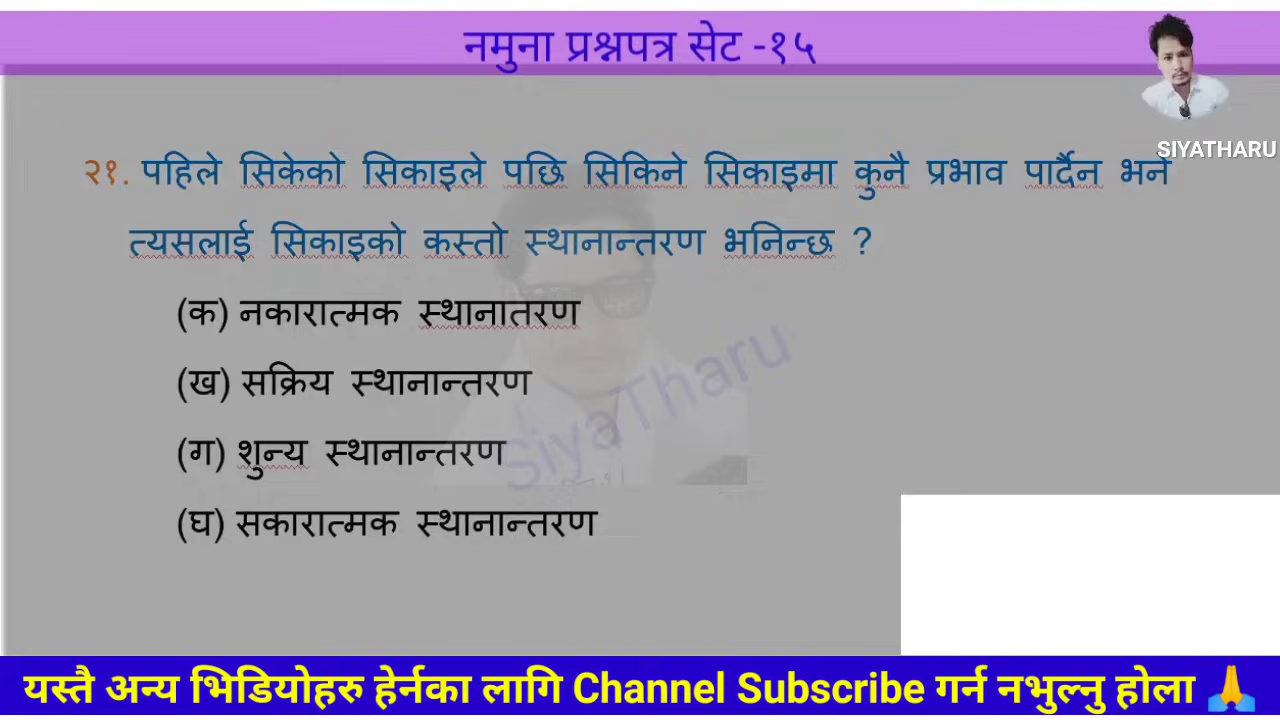 नमुना प्रश्नपत्र सेट -१५
SIYATHARU
२१. पहिले सिकेको सिकाइले पछि सिकिने सिकाइमा कुनै प्रभाव पार्दैन भने
त्यसलाई सिकाइको कस्तो स्थानान्तरण भनिन्छ ?
(क) नकारात्मक स्थानातरण
(ख) सक्रिय स्थानान्तरण
(ग) शुन्य स्थानान्तरण
(घ) सकारात्मक स्थानान्तरण
SiyaTharu
यस्तै अन्य भिडियोहरु हेर्नका लागि Channel Subscribe गर्न नभुल्नु होला 🙏